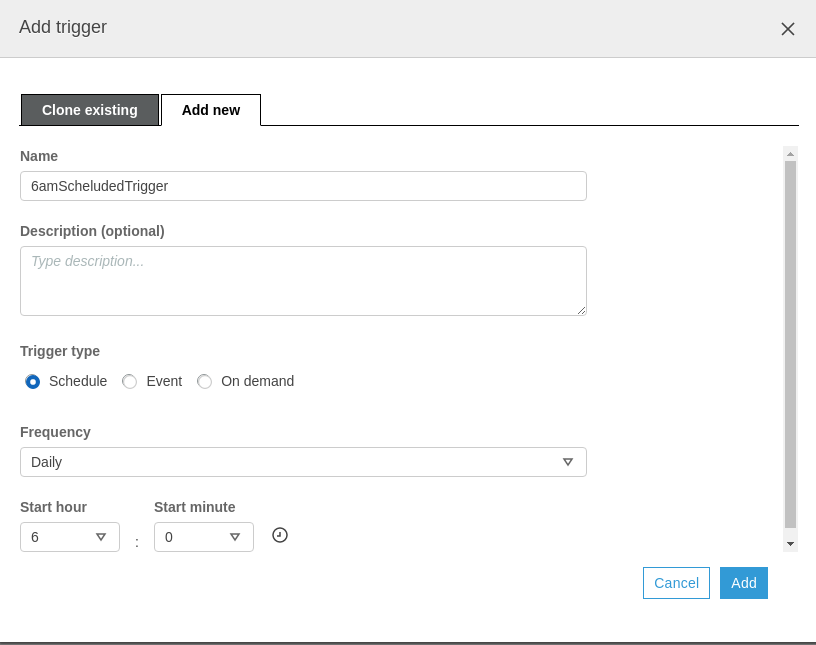 Add trigger
Clone existing
Add new
Name
6amScheludedTrigger
Description (optional)
Type description...
Trigger type
Schedule Event On demand
Frequency
Daily
Start hour Start minute
6 : 0
Cancel Add